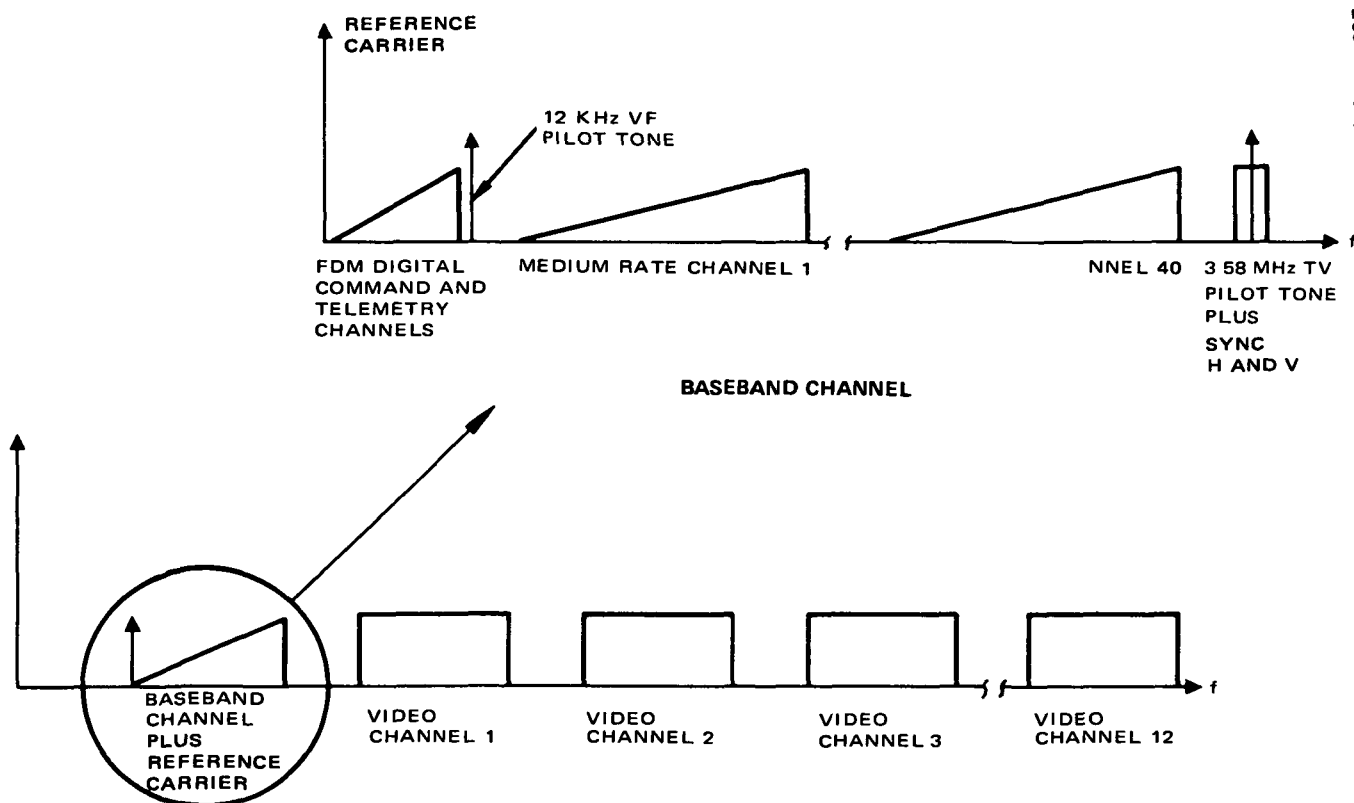 REFERENCE
CARRIER
12 KHz VF
PILOT TONE
f
FDM DIGITAL
COMMAND AND
TELEMETRY
CHANNELS
MEDIUM RATE CHANNEL 1
NNEL 40
3 58 MHz TV
PILOT TONE
PLUS
SYNC
H AND V
BASEBAND CHANNEL
f
BASEBAND
CHANNEL
PLUS
REFERENCE
CARRIER
VIDEO
CHANNEL 1
VIDEO
CHANNEL 2
VIDEO
CHANNEL 3
VIDEO
CHANNEL 12